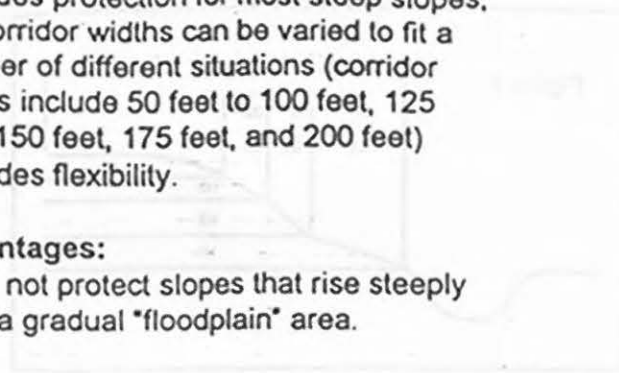 des protection for most steep slopes,
orridor widths can be varied to fit a
er of different situations (corridor
s include 50 feet to 100 feet, 125
150 feet, 175 feet, and 200 feet)
des flexibility.
ntages:
not protect slopes that rise steeply
a gradual "floodplain" area.